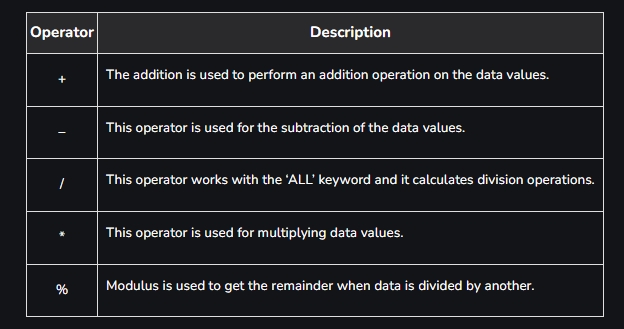 Operator Description
+ The addition is used to perform an addition operation on the data values.
– This operator is used for the subtraction of the data values.
/ This operator works with the ‘ALL’ keyword and it calculates division operations.
* This operator is used for multiplying data values.
% Modulus is used to get the remainder when data is divided by another.